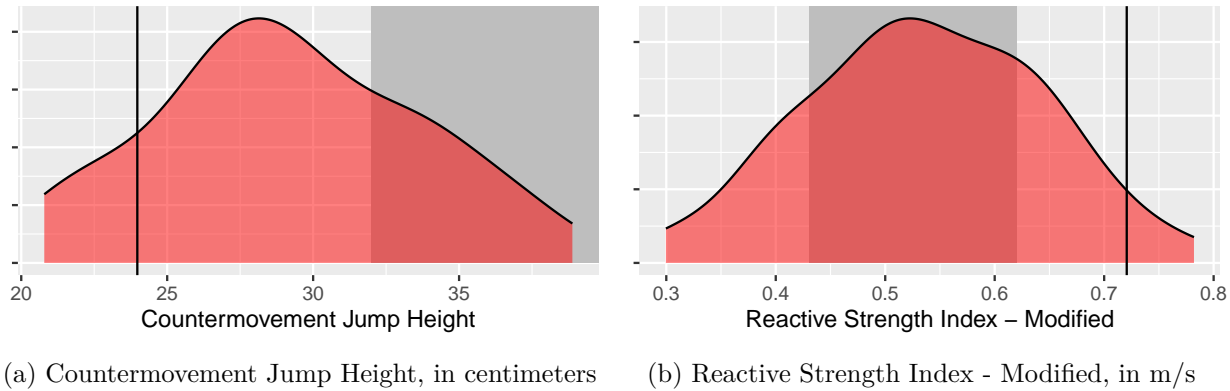 20 25 30 35
Countermovement Jump Height
(a) Countermovement Jump Height, in centimeters
0.3 0.4 0.5 0.6 0.7 0.8
Reactive Strength Index − Modified
(b) Reactive Strength Index - Modified, in m/s